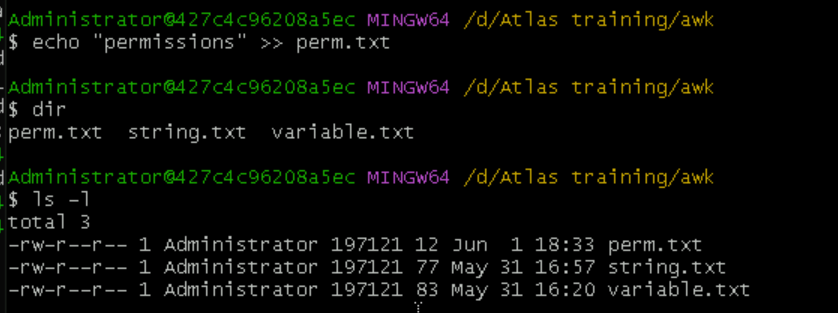 Administrator@427c4c96208a5ec MINGW64 /d/Atlas training/awk
$ echo "permissions" >> perm.txt
Administrator@427c4c96208a5ec MINGW64 /d/Atlas training/awk
$ dir
perm.txt  string.txt  variable.txt
Administrator@427c4c96208a5ec MINGW64 /d/Atlas training/awk
$ ls -l
total 3
-rw-r--r-- 1 Administrator 197121 12 Jun  1 18:33 perm.txt
-rw-r--r-- 1 Administrator 197121 77 May 31 16:57 string.txt
-rw-r--r-- 1 Administrator 197121 83 May 31 16:20 variable.txt